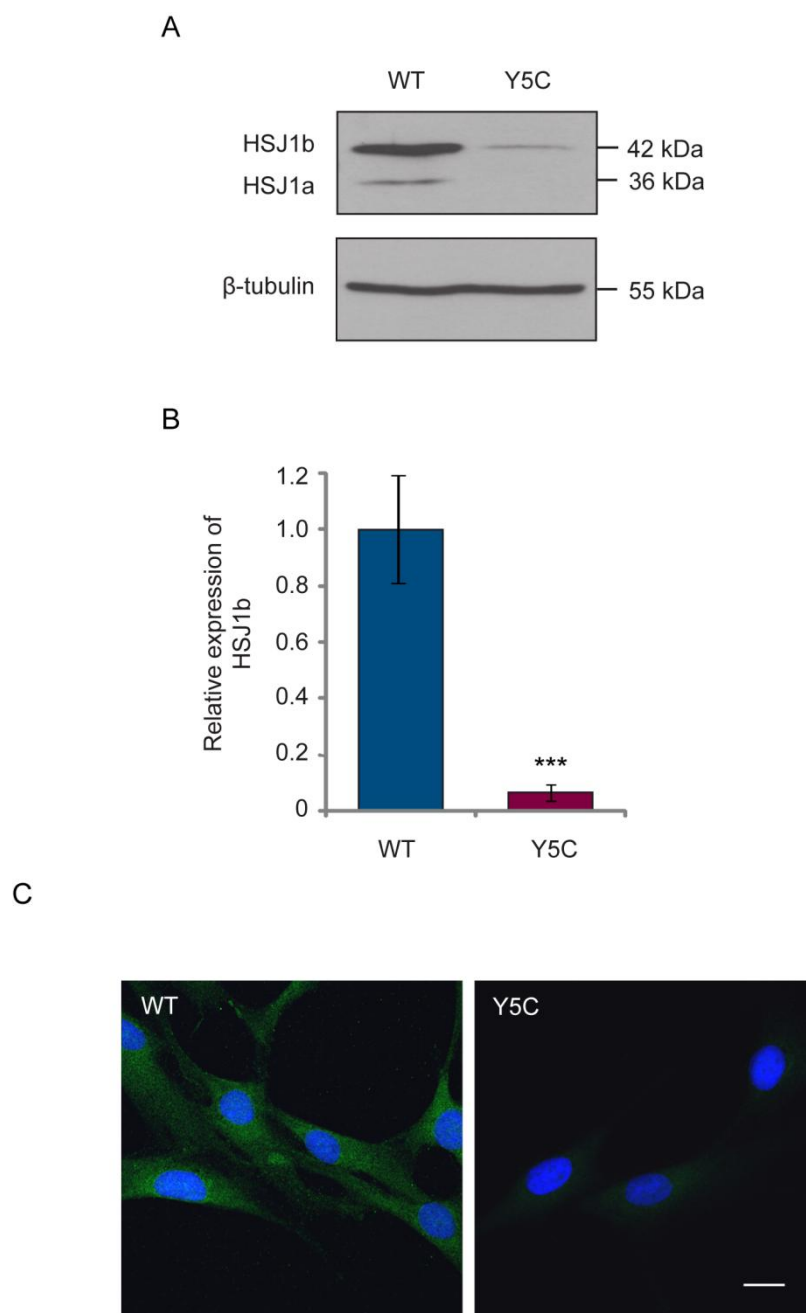 A
WT Y5C
HSJ1b 42 kDa
HSJ1a 36 kDa
β-tubulin 55 kDa
B
Relative expression of
HSJ1b
1.2
1.0
0.8
0.6
0.4
0.2
0
***
WT Y5C
C
WT Y5C